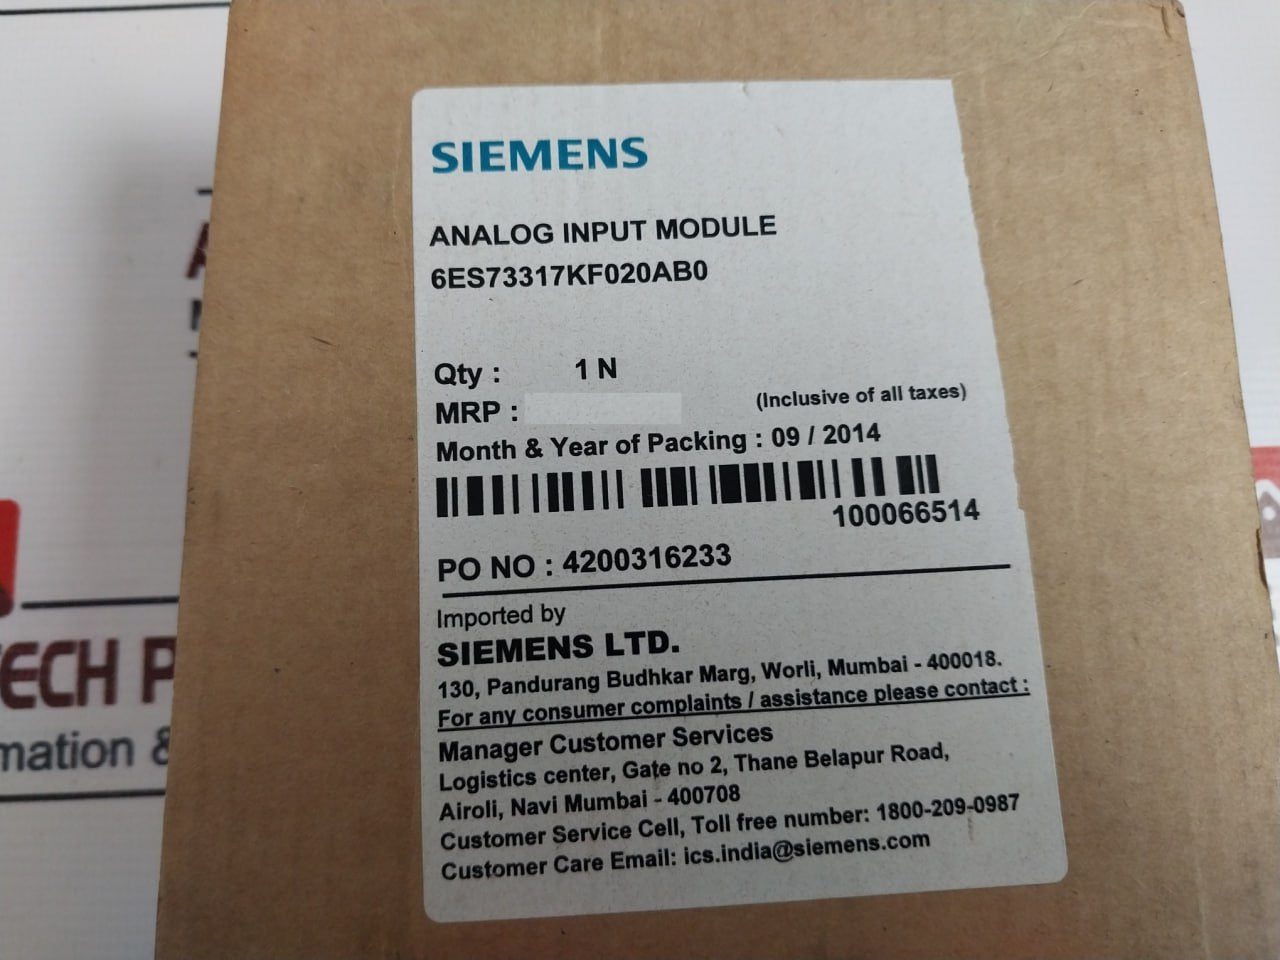 SIEMENS
ANALOG INPUT MODULE
6ES73317KF020AB0
Qty : 1 N
MRP : (Inclusive of all taxes)
Month & Year of Packing : 09 / 2014
100066514
PO NO : 4200316233
Imported by
SIEMENS LTD.
130, Pandurang Budhkar Marg, Worli, Mumbai - 400018.
For any consumer complaints / assistance please contact :
Manager Customer Services
Logistics center, Gate no 2, Thane Belapur Road,
Airoli, Navi Mumbai - 400708
Customer Service Cell, Toll free number: 1800-209-0987
Customer Care Email: ics.india@siemens.com
TECH P
mation &